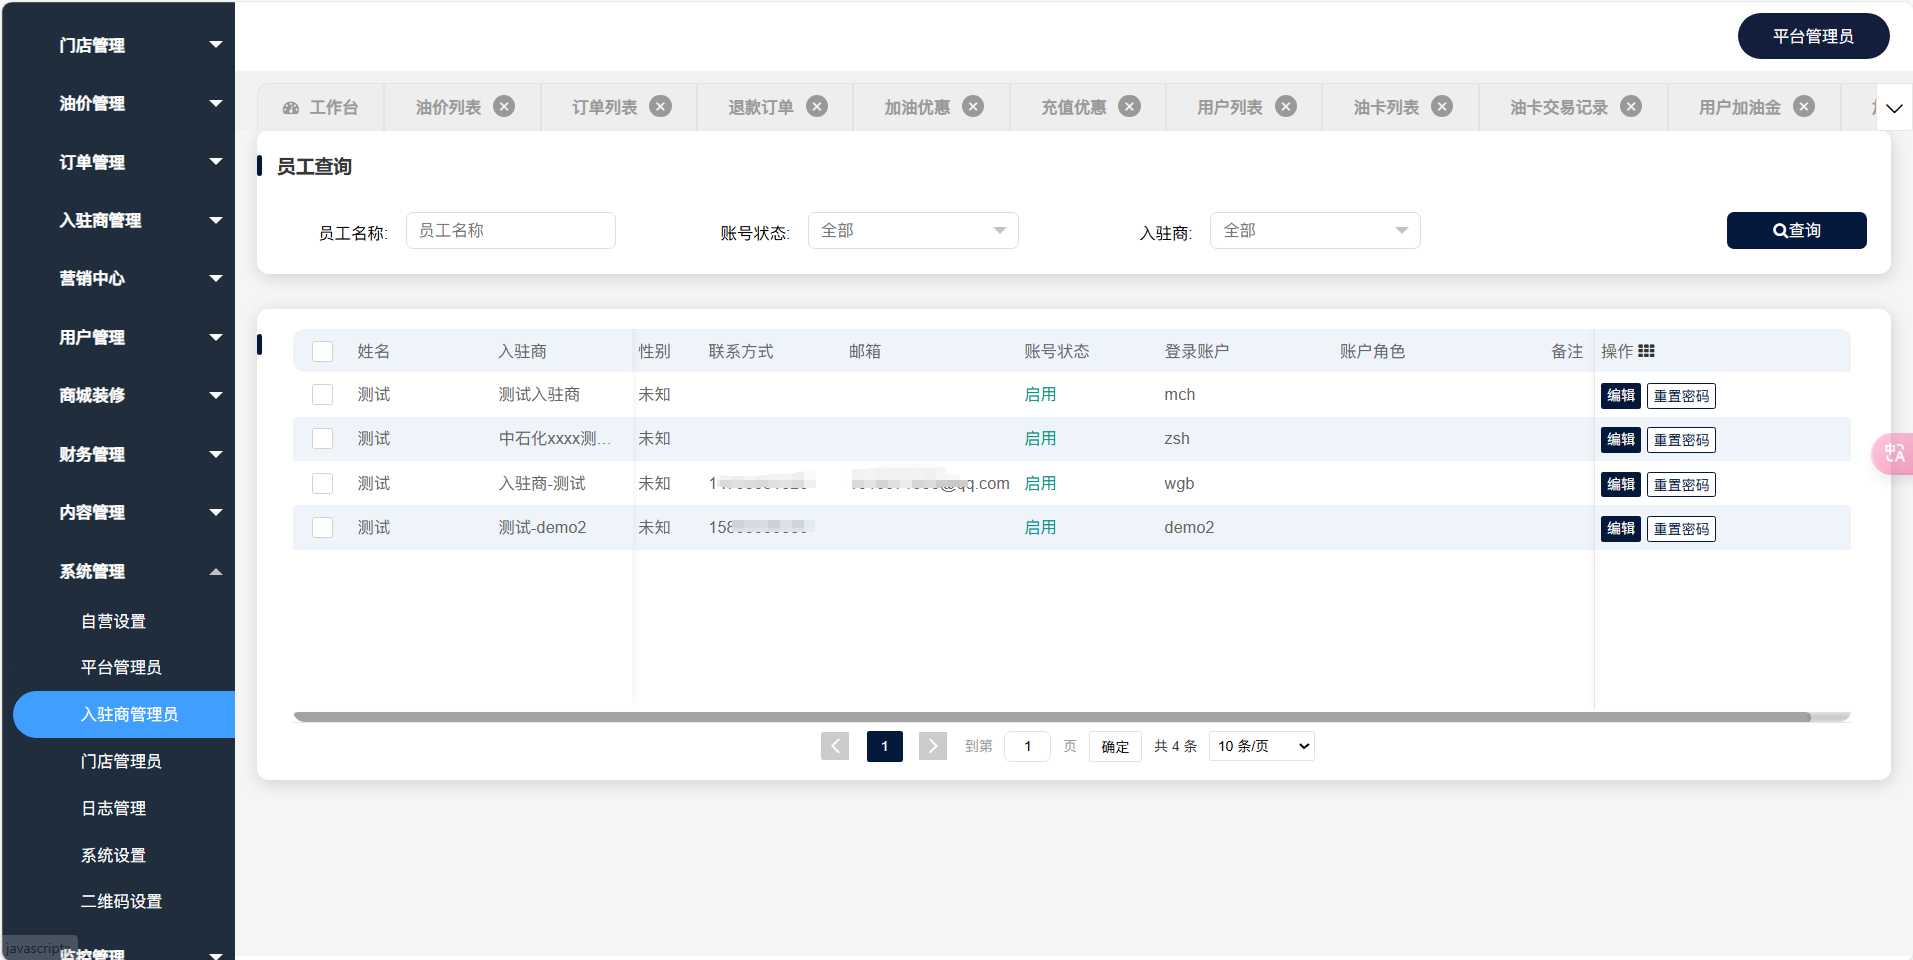 平台管理员
门店管理
油价管理
订单管理
入驻商管理
营销中心
用户管理
商城装修
财务管理
内容管理
系统管理
自营设置
平台管理员
入驻商管理员
门店管理员
日志管理
系统设置
二维码设置
监控管理
javascript:
工作台 油价列表 订单列表 退款订单 加油优惠 充值优惠 用户列表 油卡列表 油卡交易记录 用户加油金
员工查询
员工名称: 员工名称 账号状态: 全部 入驻商: 全部 查询
姓名 入驻商 性别 联系方式 邮箱 账号状态 登录账户 账户角色 备注 操作
测试 测试入驻商 未知 启用 mch 编辑 重置密码
测试 中石化xxxx测... 未知 启用 zsh 编辑 重置密码
测试 入驻商-测试 未知 @qq.com 启用 wgb 编辑 重置密码
测试 测试-demo2 未知 158 启用 demo2 编辑 重置密码
1 到第 1 页 确定 共 4 条 10 条/页
中A